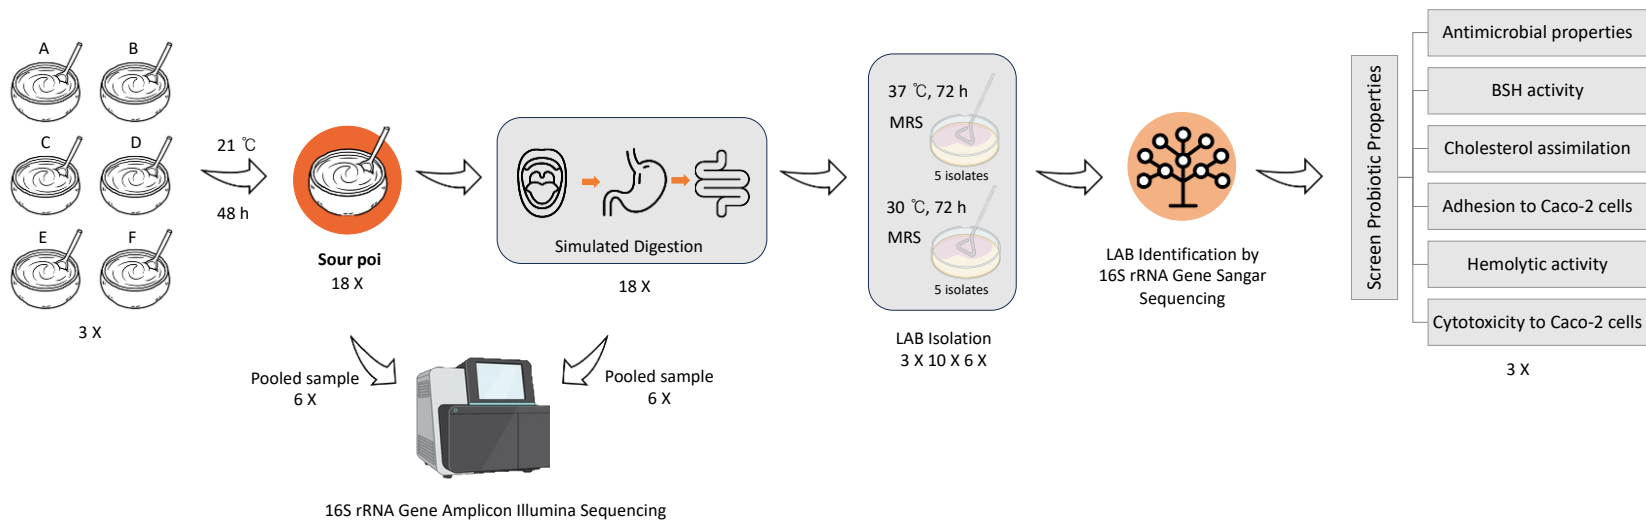 A
B
C
D
E
F
3 X
21 ℃
48 h
Sour poi
18 X
Simulated Digestion
18 X
Pooled sample
6 X
Pooled sample
6 X
16S rRNA Gene Amplicon Illumina Sequencing
37 ℃, 72 h
MRS
5 isolates
30 ℃, 72 h
MRS
5 isolates
LAB Isolation
3 X 10 X 6 X
LAB Identification by
16S rRNA Gene Sangar
Sequencing
Screen Probiotic Properties
Antimicrobial properties
BSH activity
Cholesterol assimilation
Adhesion to Caco-2 cells
Hemolytic activity
Cytotoxicity to Caco-2 cells
3 X